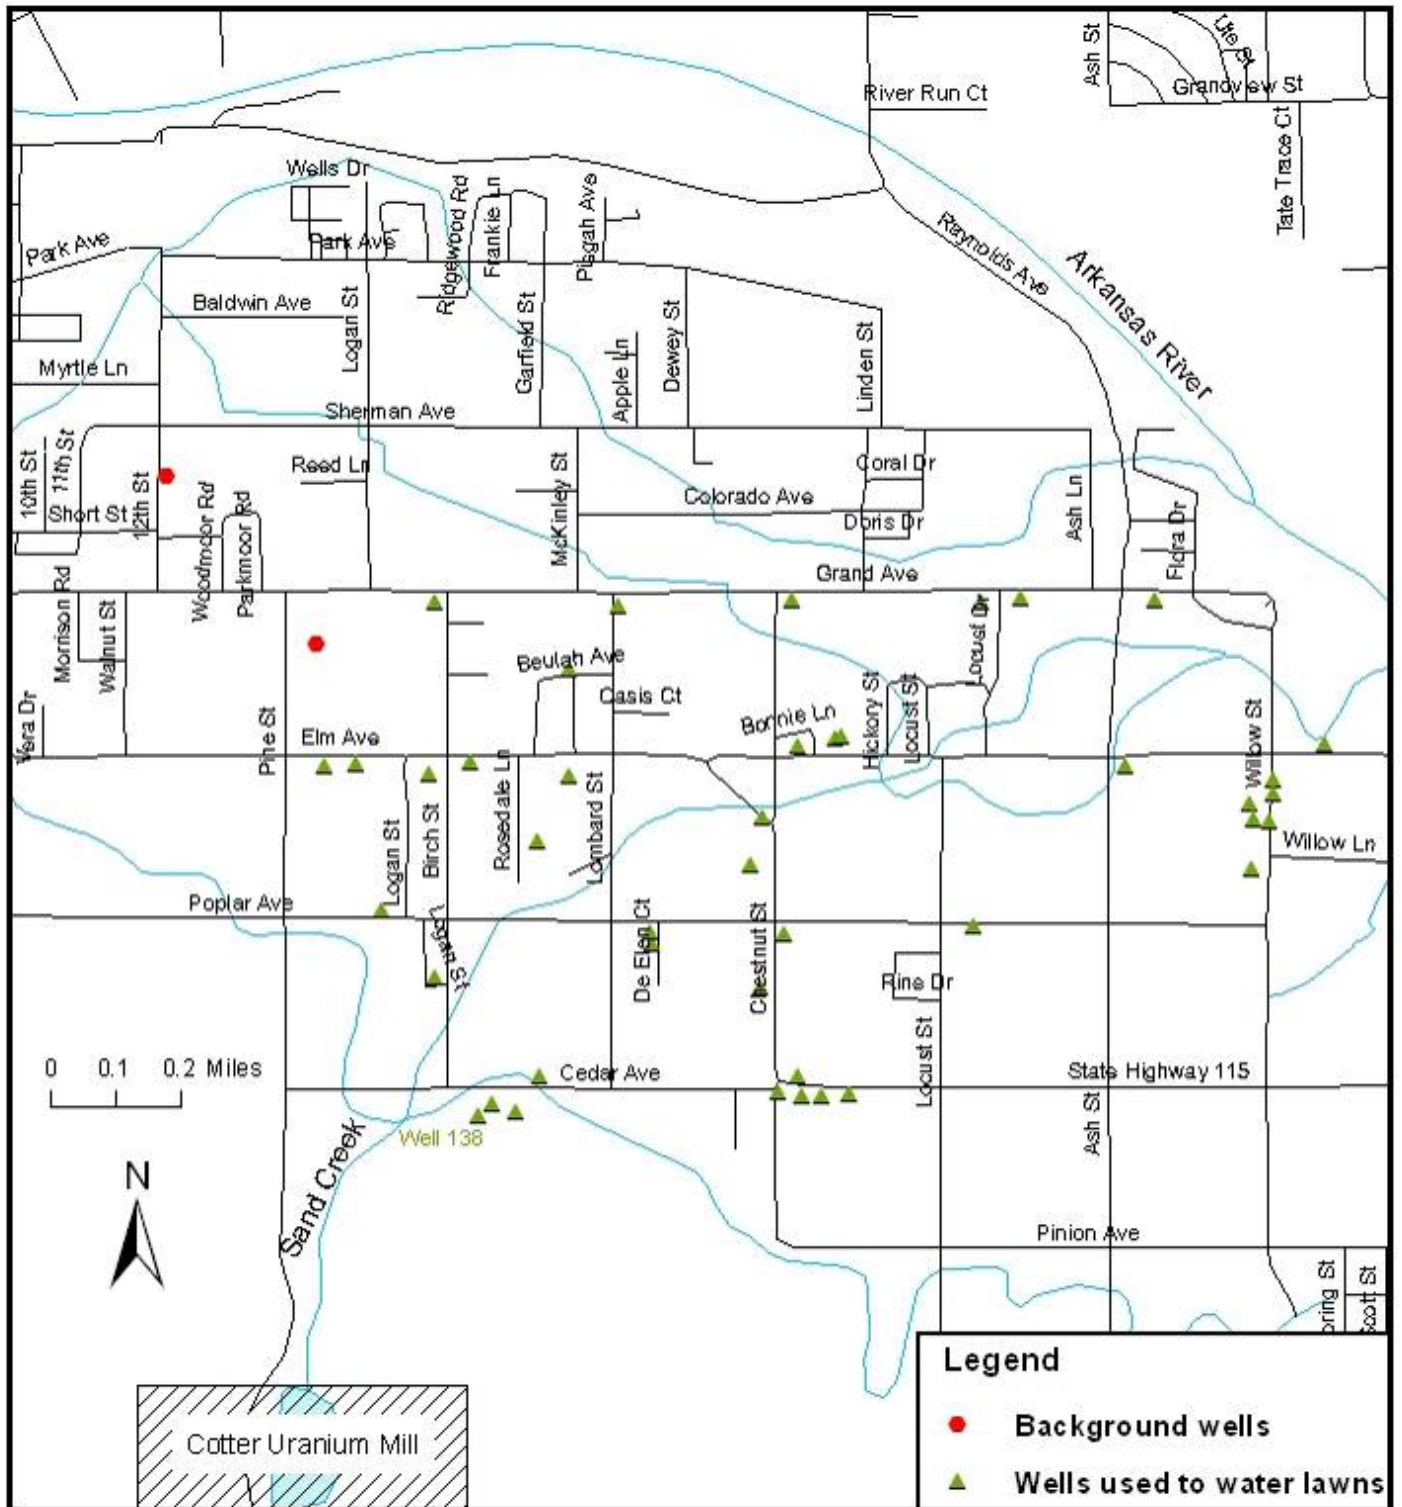 Ash St
Ute St
Grandview St
River Run Ct
Tate Trace Ct
Wells Dr
Ridgewood Rd
Frankie Ln
Pisgah Ave
Park Ave
Park Ave
Raynolds Ave
Arkansas River
Baldwin Ave
Logan St
Garfield St
Apple Ln
Dewey St
Linden St
Myrtle Ln
Sherman Ave
10th St
11th St
Reed Ln
Coral Dr
Short St
12th St
Woodmoor Rd
Parkmoor Rd
McKinley St
Colorado Ave
Doris Dr
Ash Ln
Flora Dr
Grand Ave
Morrison Rd
Walnut St
Beulah Ave
Locust Dr
Casis Ct
Vera Dr
Pine St
Elm Ave
Bonnie Ln
Hickory St
Locust St
Willow St
Logan St
Birch St
Rosedale Ln
Lombard St
Willow Ln
Poplar Ave
Logan St
De Elen Ct
Chestnut St
Rine Dr
0 0.1 0.2 Miles
Cedar Ave
Locust St
State Highway 115
Well 138
Ash St
N
Sand Creek
Pinion Ave
oring St
Scott St
Cotter Uranium Mill
Legend
Background wells
Wells used to water lawns